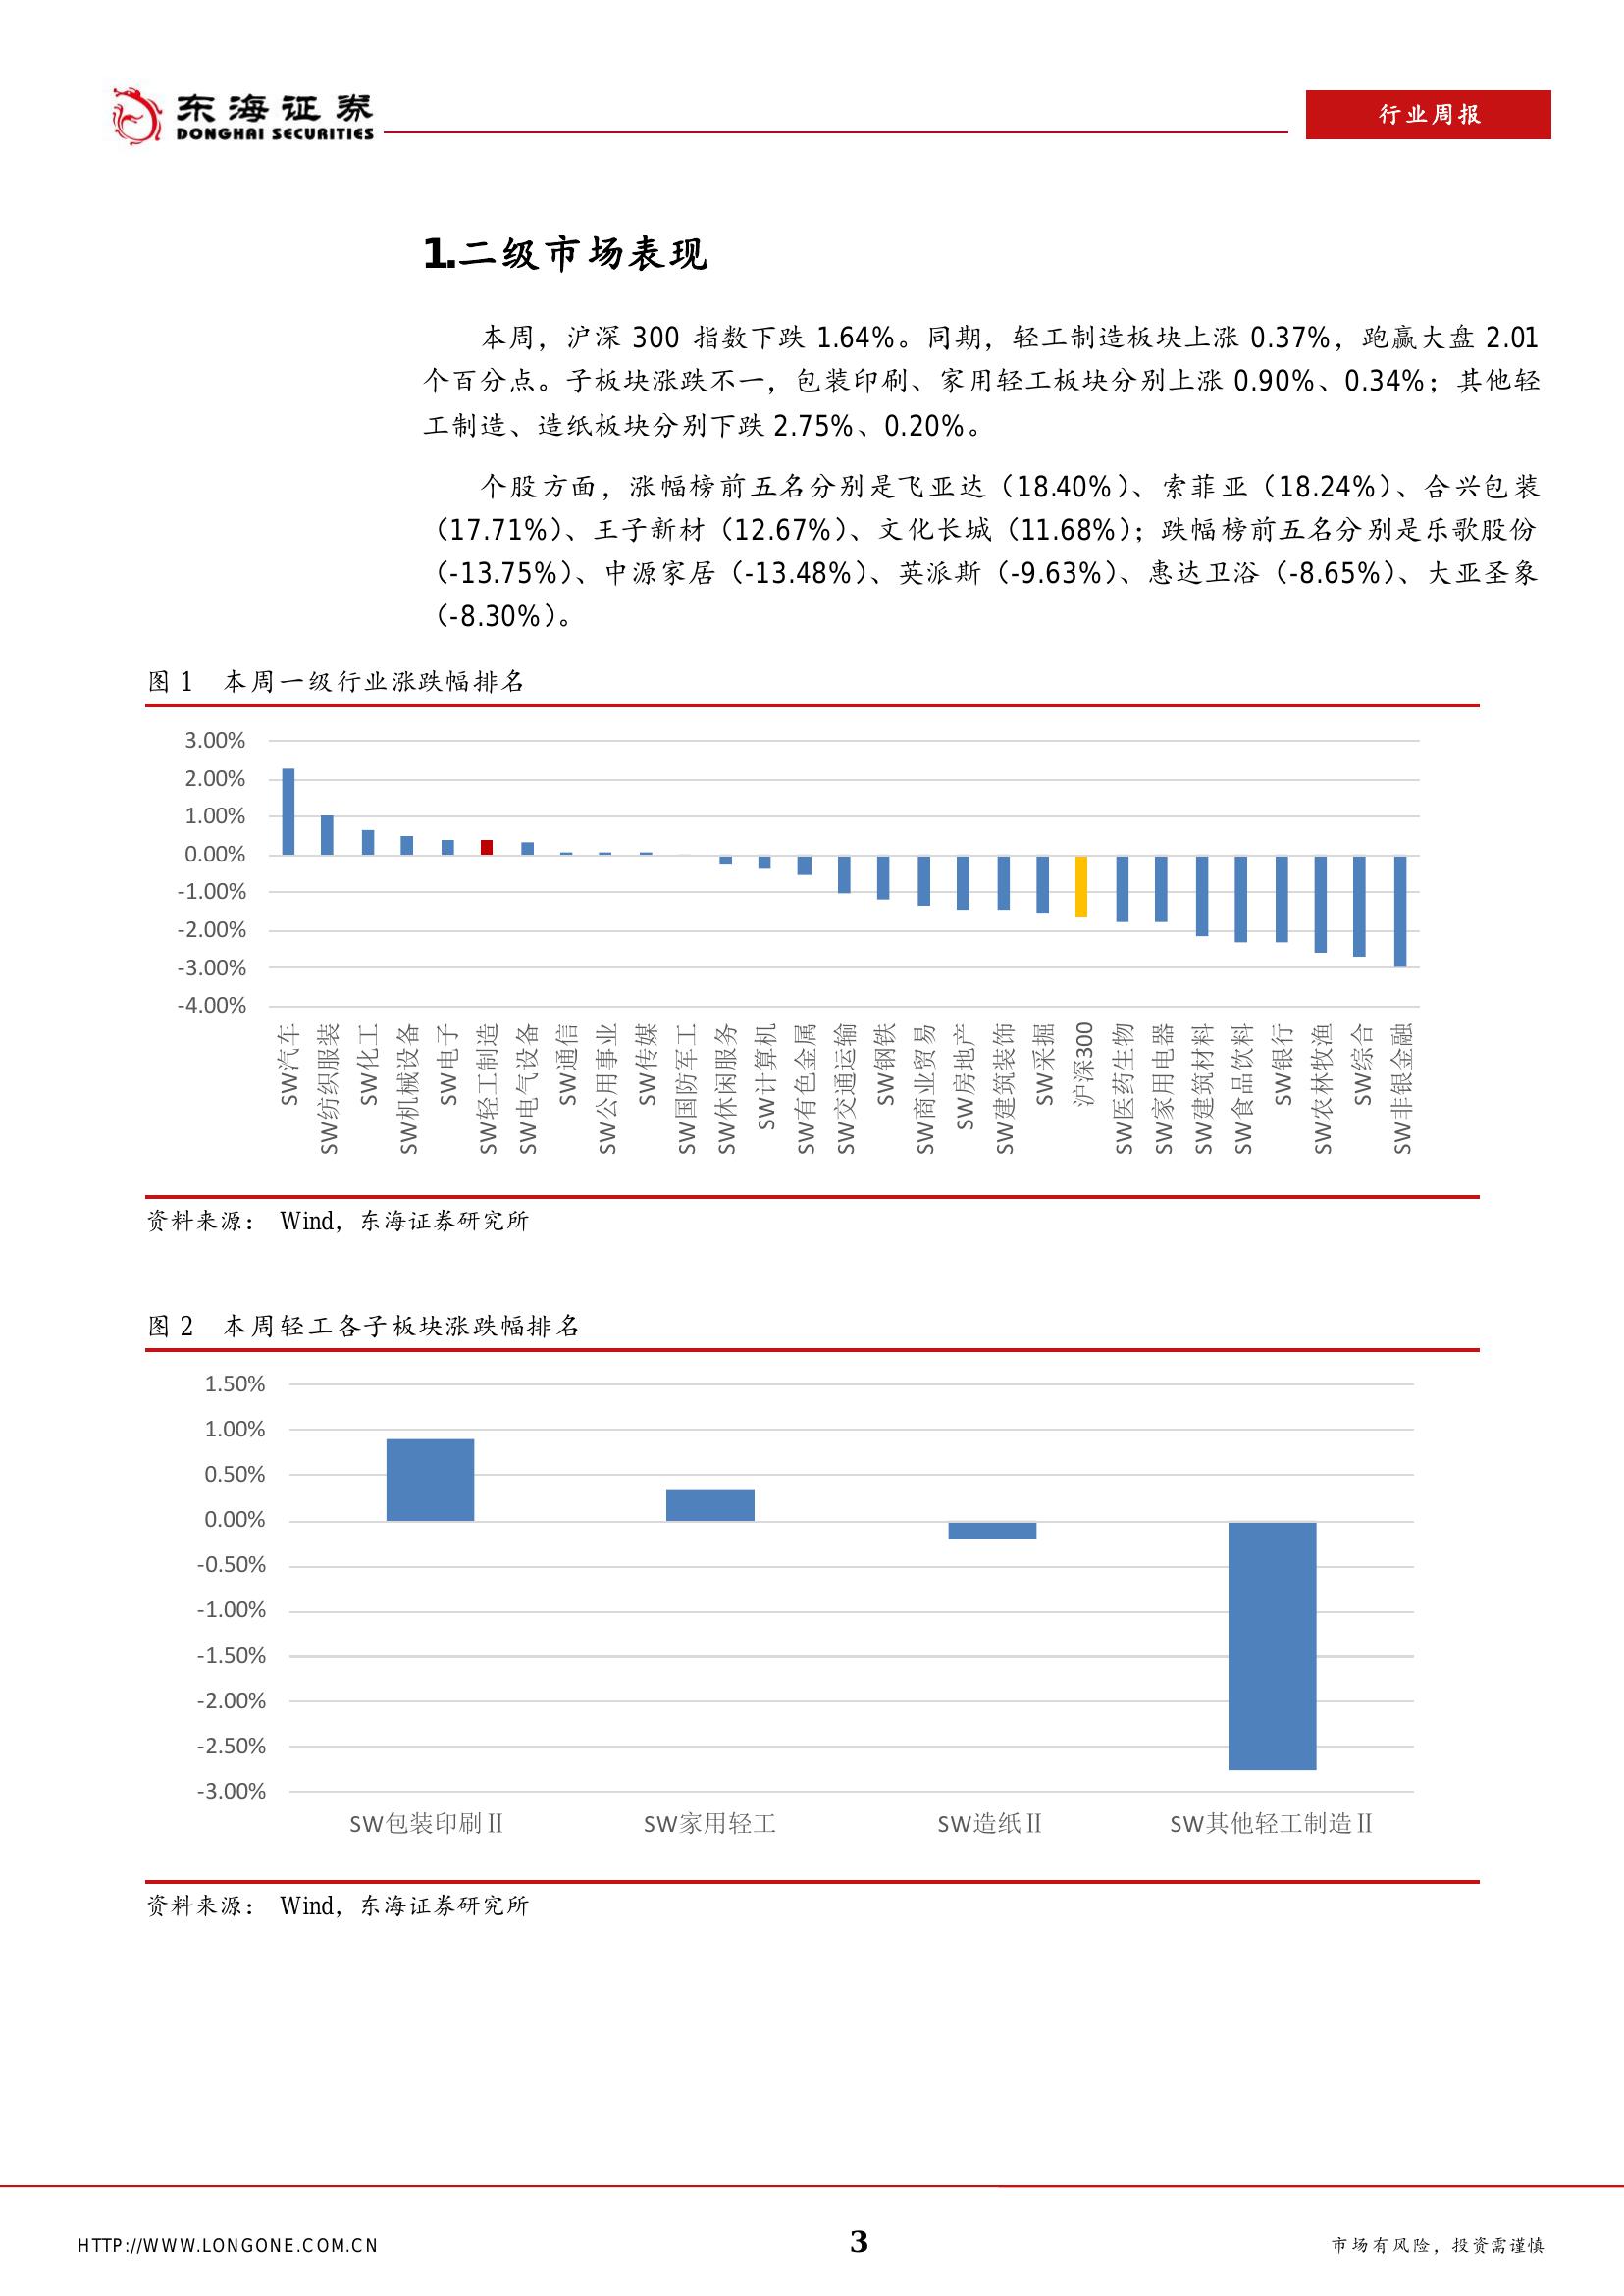 东海证券
DONGHAI SECURITIES
行业周报
1.二级市场表现
本周，沪深 300 指数下跌 1.64%。同期，轻工制造板块上涨 0.37%，跑赢大盘 2.01
个百分点。子板块涨跌不一，包装印刷、家用轻工板块分别上涨 0.90%、0.34%；其他轻
工制造、造纸板块分别下跌 2.75%、0.20%。
个股方面，涨幅榜前五名分别是飞亚达（18.40%）、索菲亚（18.24%）、合兴包装
（17.71%）、王子新材（12.67%）、文化长城（11.68%）；跌幅榜前五名分别是乐歌股份
（-13.75%）、中源家居（-13.48%）、英派斯（-9.63%）、惠达卫浴（-8.65%）、大亚圣象
（-8.30%）。
图 1 本周一级行业涨跌幅排名
3.00%
2.00%
1.00%
0.00%
-1.00%
-2.00%
-3.00%
-4.00%
SW汽车
SW纺织服装
SW化工
SW机械设备
SW电子
SW轻工制造
SW电气设备
SW通信
SW公用事业
SW传媒
SW国防军工
SW休闲服务
SW计算机
SW有色金属
SW交通运输
SW钢铁
SW商业贸易
SW房地产
SW建筑装饰
SW采掘
沪深300
SW医药生物
SW家用电器
SW建筑材料
SW食品饮料
SW银行
SW农林牧渔
SW综合
SW非银金融
资料来源： Wind，东海证券研究所
图 2 本周轻工各子板块涨跌幅排名
1.50%
1.00%
0.50%
0.00%
-0.50%
-1.00%
-1.50%
-2.00%
-2.50%
-3.00%
SW包装印刷Ⅱ
SW家用轻工
SW造纸Ⅱ
SW其他轻工制造Ⅱ
资料来源： Wind，东海证券研究所
HTTP://WWW.LONGONE.COM.CN
3
市场有风险，投资需谨慎